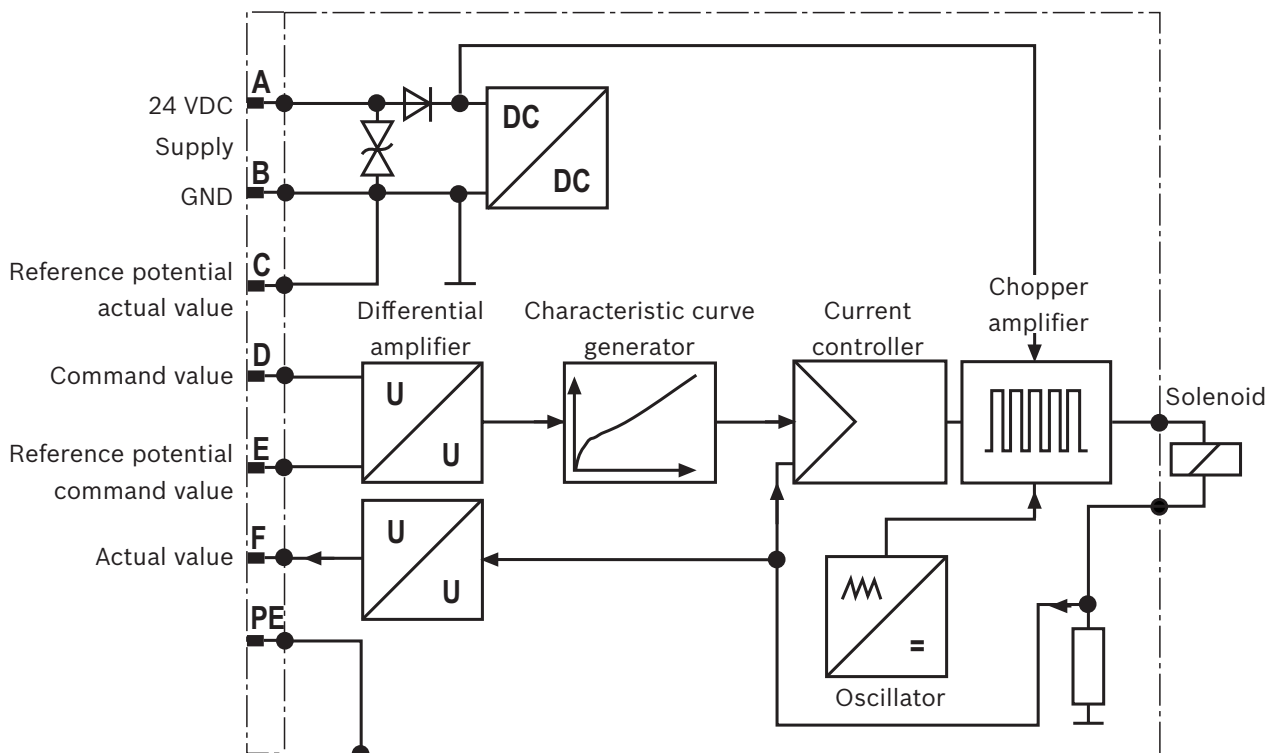 A
24 VDC
Supply
B
GND
DC
DC
C
Reference potential
actual value
Differential
amplifier
Characteristic curve
generator
Current
controller
Chopper
amplifier
D
Command value
U
U
E
Reference potential
command value
Solenoid
F
Actual value
U
U
PE
=
Oscillator